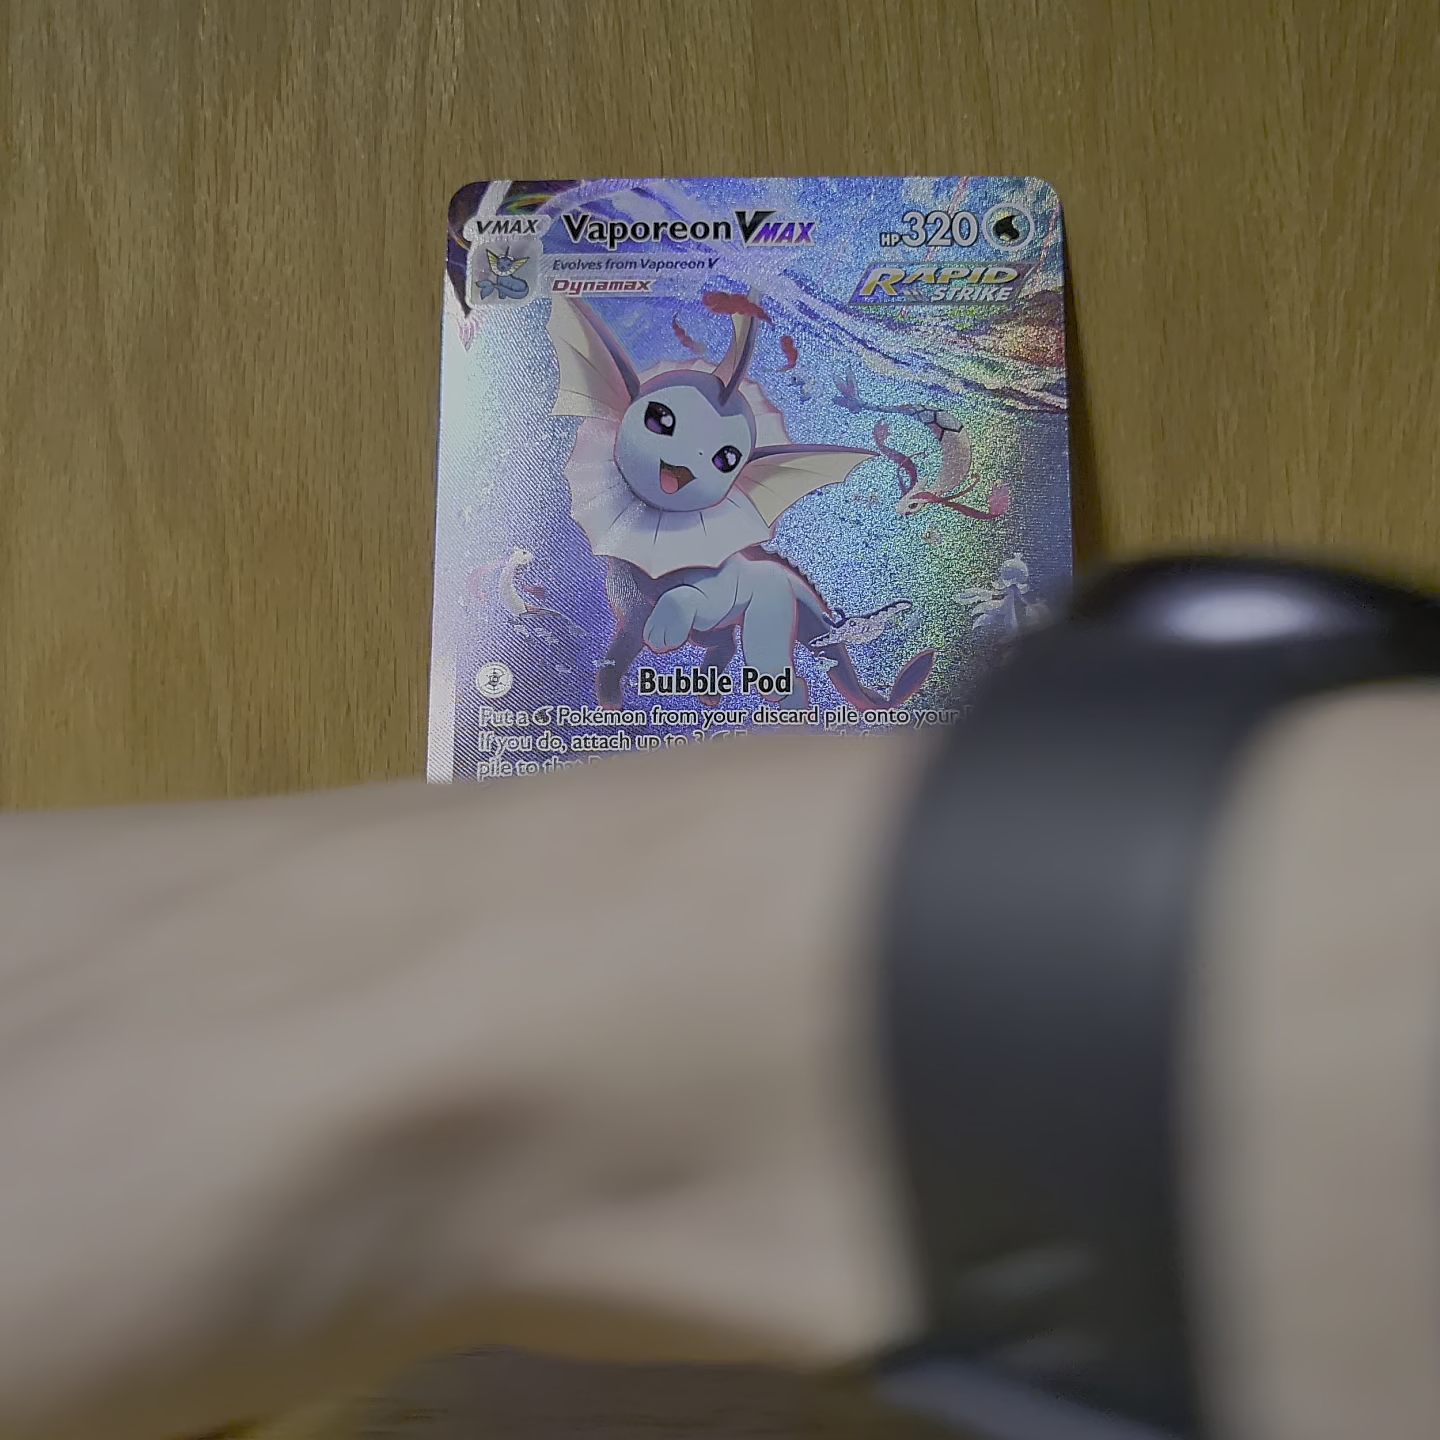 VMAX Vaporeon VMAX HP 320
Evolves from Vaporeon V
Dynamax
RAPID
STRIKE
Bubble Pod
Put a Pokémon from your discard pile onto your
If you do, attach up to 3
pile to that